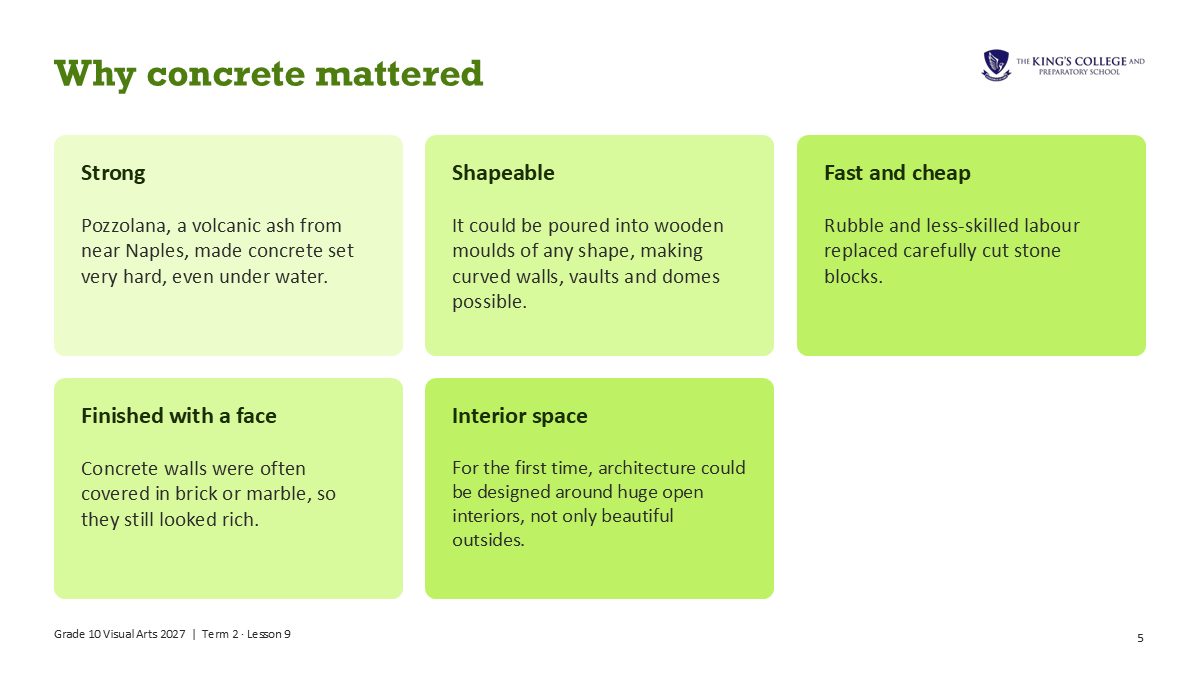 Why concrete mattered
THE KING'S COLLEGE AND
PREPARATORY SCHOOL
Strong
Pozzolana, a volcanic ash from
near Naples, made concrete set
very hard, even under water.
Shapeable
It could be poured into wooden
moulds of any shape, making
curved walls, vaults and domes
possible.
Fast and cheap
Rubble and less-skilled labour
replaced carefully cut stone
blocks.
Finished with a face
Concrete walls were often
covered in brick or marble, so
they still looked rich.
Interior space
For the first time, architecture could
be designed around huge open
interiors, not only beautiful
outsides.
Grade 10 Visual Arts 2027 | Term 2 · Lesson 9
5